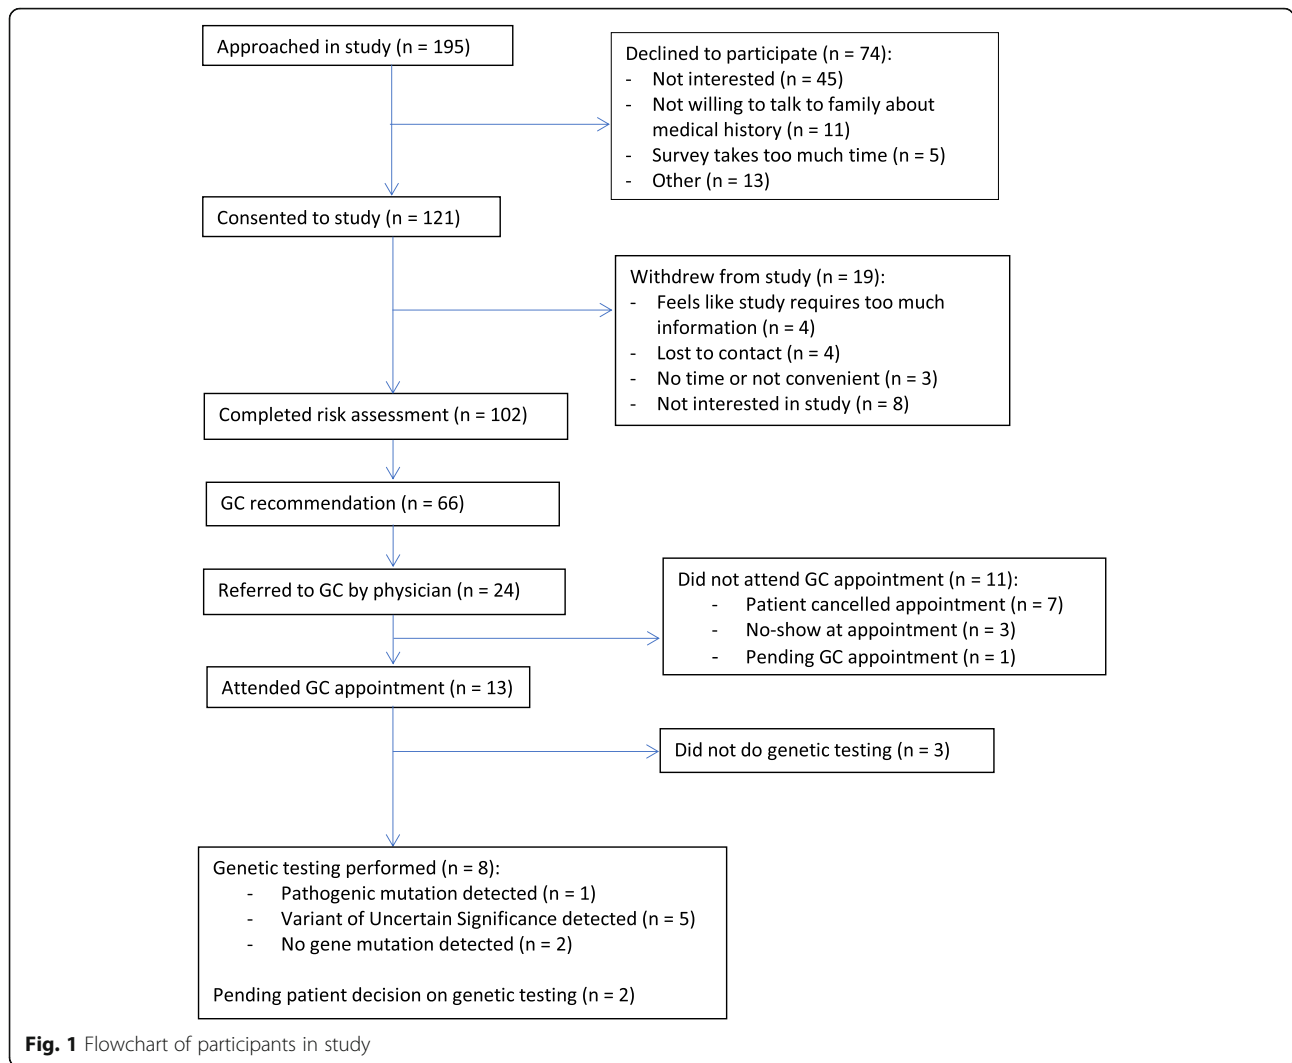 Approached in study (n = 195)
Declined to participate (n = 74):
- Not interested (n = 45)
- Not willing to talk to family about
medical history (n = 11)
- Survey takes too much time (n = 5)
- Other (n = 13)
Consented to study (n = 121)
Withdrew from study (n = 19):
- Feels like study requires too much
information (n = 4)
- Lost to contact (n = 4)
- No time or not convenient (n = 3)
- Not interested in study (n = 8)
Completed risk assessment (n = 102)
GC recommendation (n = 66)
Referred to GC by physician (n = 24)
Did not attend GC appointment (n = 11):
- Patient cancelled appointment (n = 7)
- No-show at appointment (n = 3)
- Pending GC appointment (n = 1)
Attended GC appointment (n = 13)
Did not do genetic testing (n = 3)
Genetic testing performed (n = 8):
- Pathogenic mutation detected (n = 1)
- Variant of Uncertain Significance detected (n = 5)
- No gene mutation detected (n = 2)
Pending patient decision on genetic testing (n = 2)
Fig. 1 Flowchart of participants in study